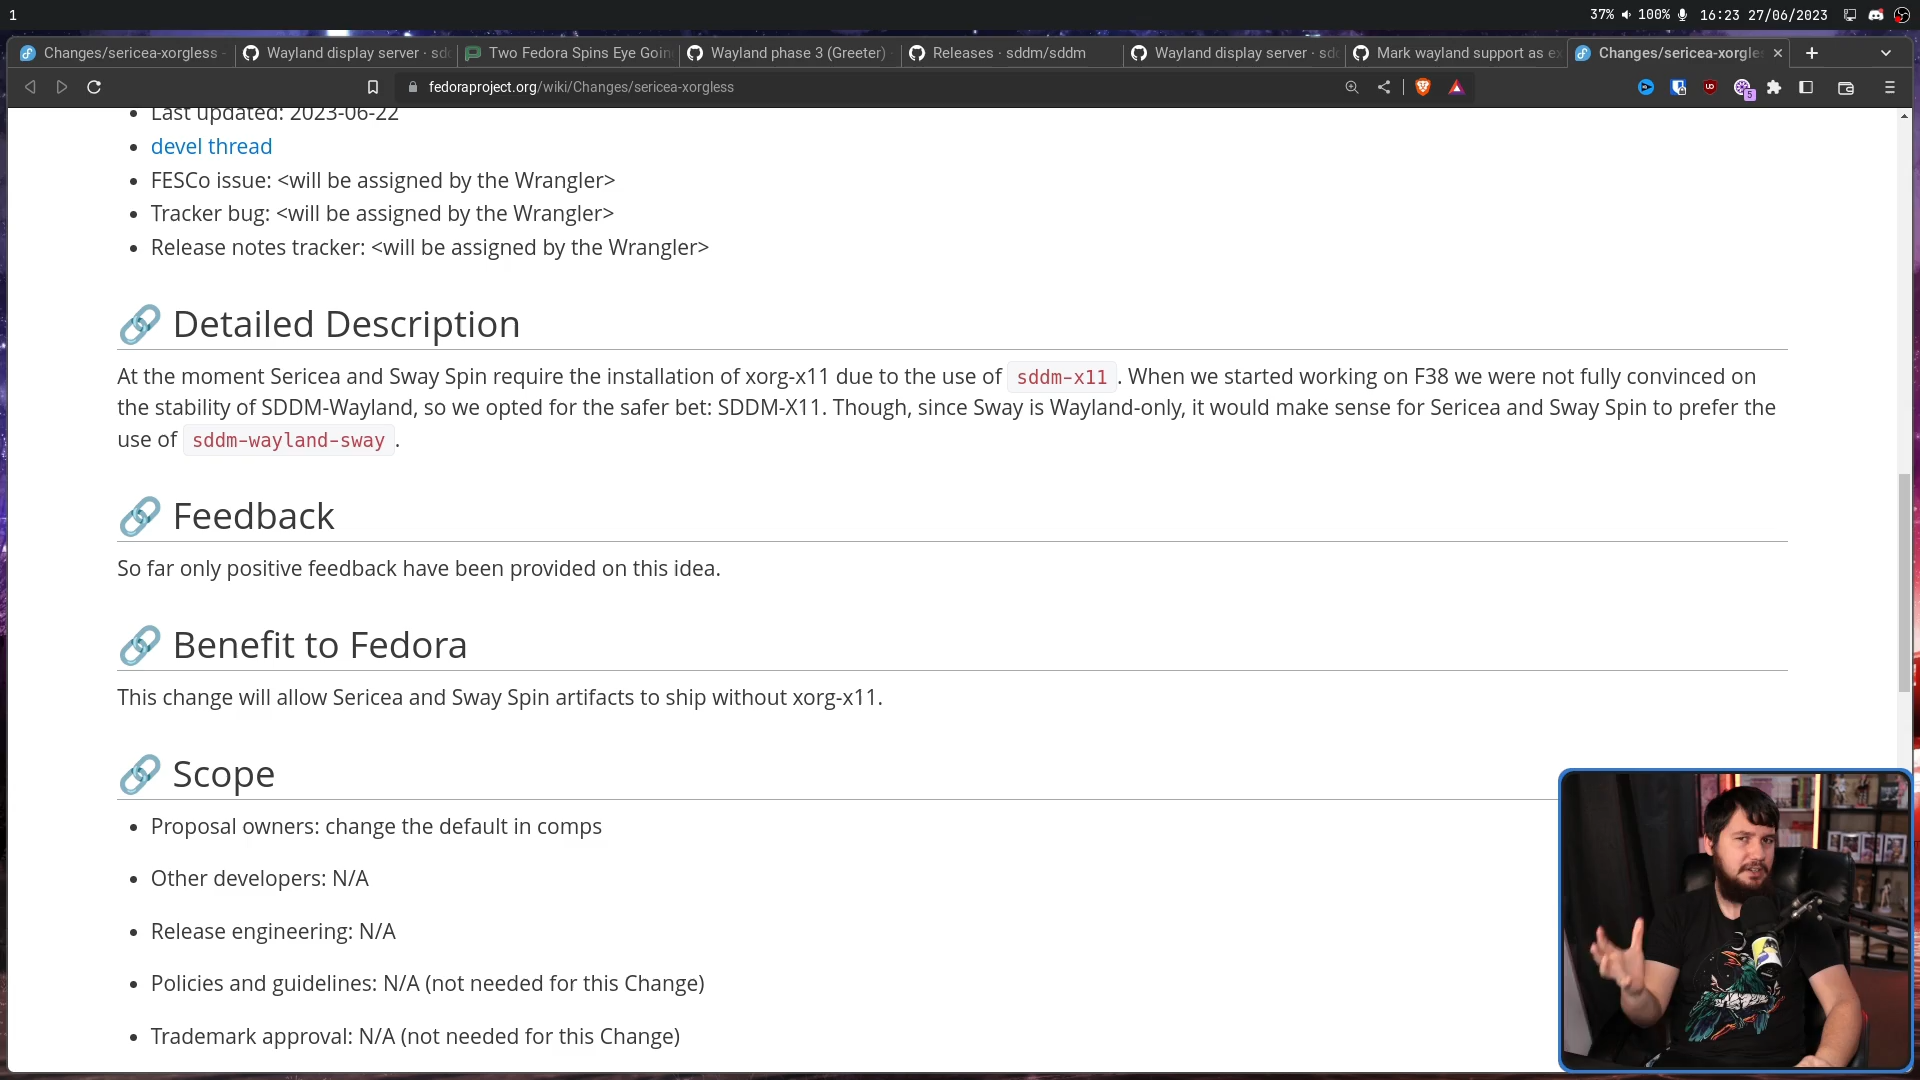 1
37% 100% 16:23 27/06/2023
Changes/sericea-xorgless -
Wayland display server · sdd
Two Fedora Spins Eye Goin
Wayland phase 3 (Greeter)
Releases · sddm/sddm
Wayland display server · sdd
Mark wayland support as ex
Changes/sericea-xorgles
fedoraproject.org/wiki/Changes/sericea-xorgless
5
• Last updated: 2023-06-22
• devel thread
• FESCo issue: <will be assigned by the Wrangler>
• Tracker bug: <will be assigned by the Wrangler>
• Release notes tracker: <will be assigned by the Wrangler>
Detailed Description
At the moment Sericea and Sway Spin require the installation of xorg-x11 due to the use of sddm-x11 . When we started working on F38 we were not fully convinced on
the stability of SDDM-Wayland, so we opted for the safer bet: SDDM-X11. Though, since Sway is Wayland-only, it would make sense for Sericea and Sway Spin to prefer the
use of sddm-wayland-sway .
Feedback
So far only positive feedback have been provided on this idea.
Benefit to Fedora
This change will allow Sericea and Sway Spin artifacts to ship without xorg-x11.
Scope
• Proposal owners: change the default in comps
• Other developers: N/A
• Release engineering: N/A
• Policies and guidelines: N/A (not needed for this Change)
• Trademark approval: N/A (not needed for this Change)